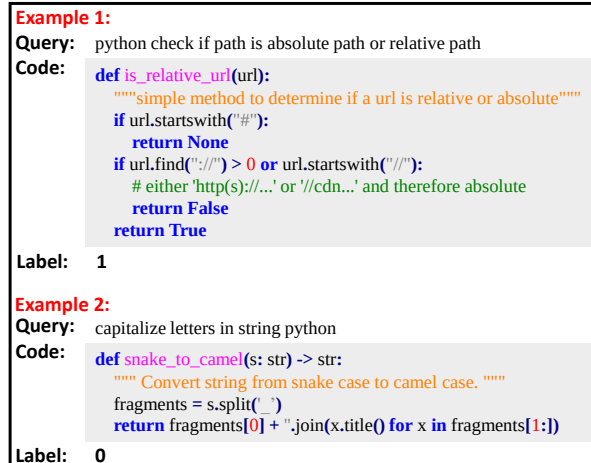 Example 1:
Query: python check if path is absolute path or relative path
Code: def is_relative_url(url):
"""simple method to determine if a url is relative or absolute"""
if url.startswith("#"):
return None
if url.find("://") > 0 or url.startswith("//"):
# either 'http(s)://...' or '//cdn...' and therefore absolute
return False
return True
Label: 1
Example 2:
Query: capitalize letters in string python
Code: def snake_to_camel(s: str) -> str:
""" Convert string from snake case to camel case. """
fragments = s.split('_')
return fragments[0] + ''.join(x.title() for x in fragments[1:])
Label: 0